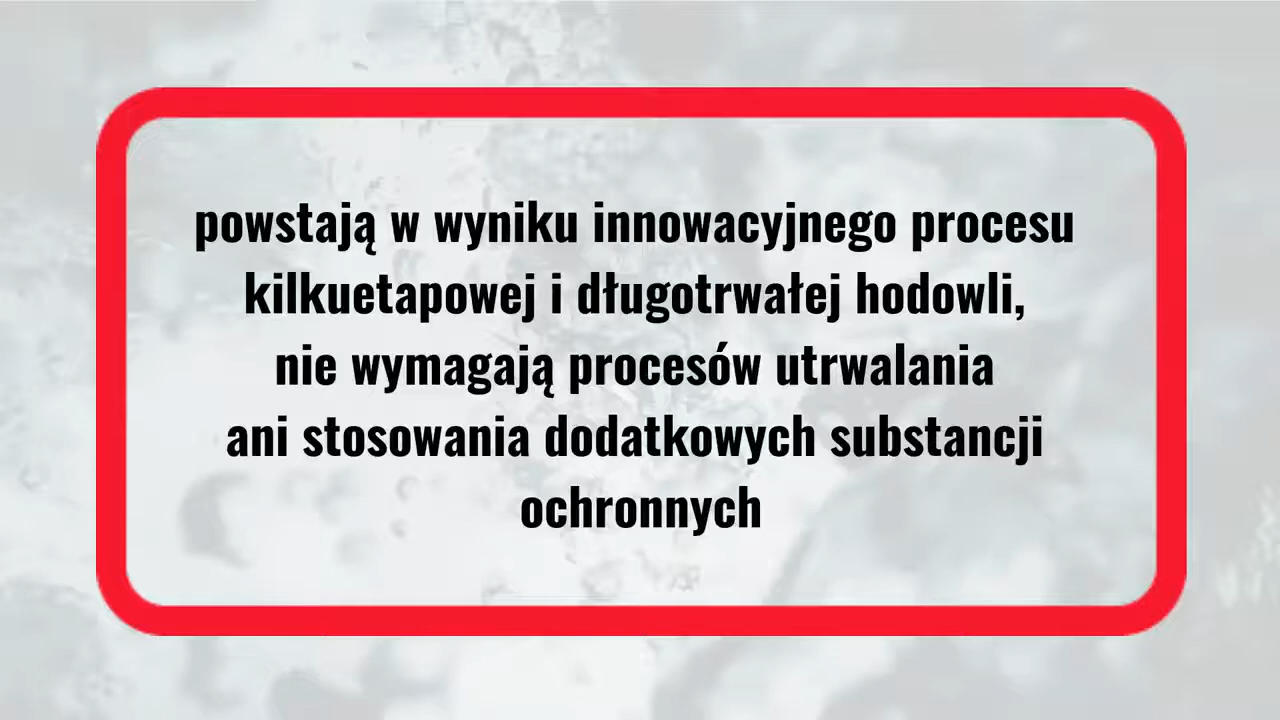 powstają w wyniku innowacyjnego procesu
kilkuetapowej i długotrwałej hodowli,
nie wymagają procesów utrwalania
ani stosowania dodatkowych substancji
ochronnych